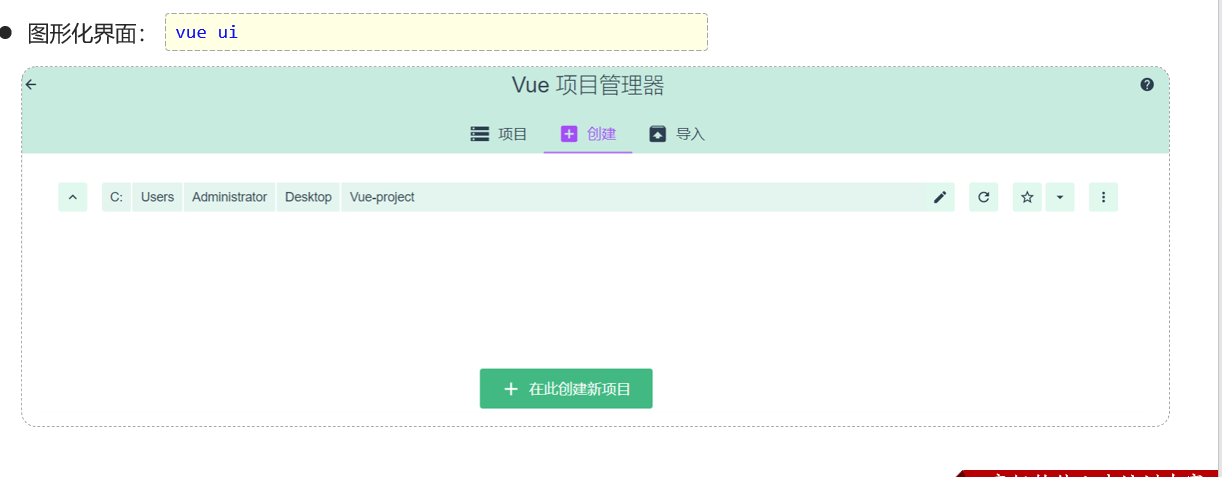 图形化界面： vue ui
Vue 项目管理器
项目 创建 导入
C: Users Administrator Desktop Vue-project
在此创建新项目